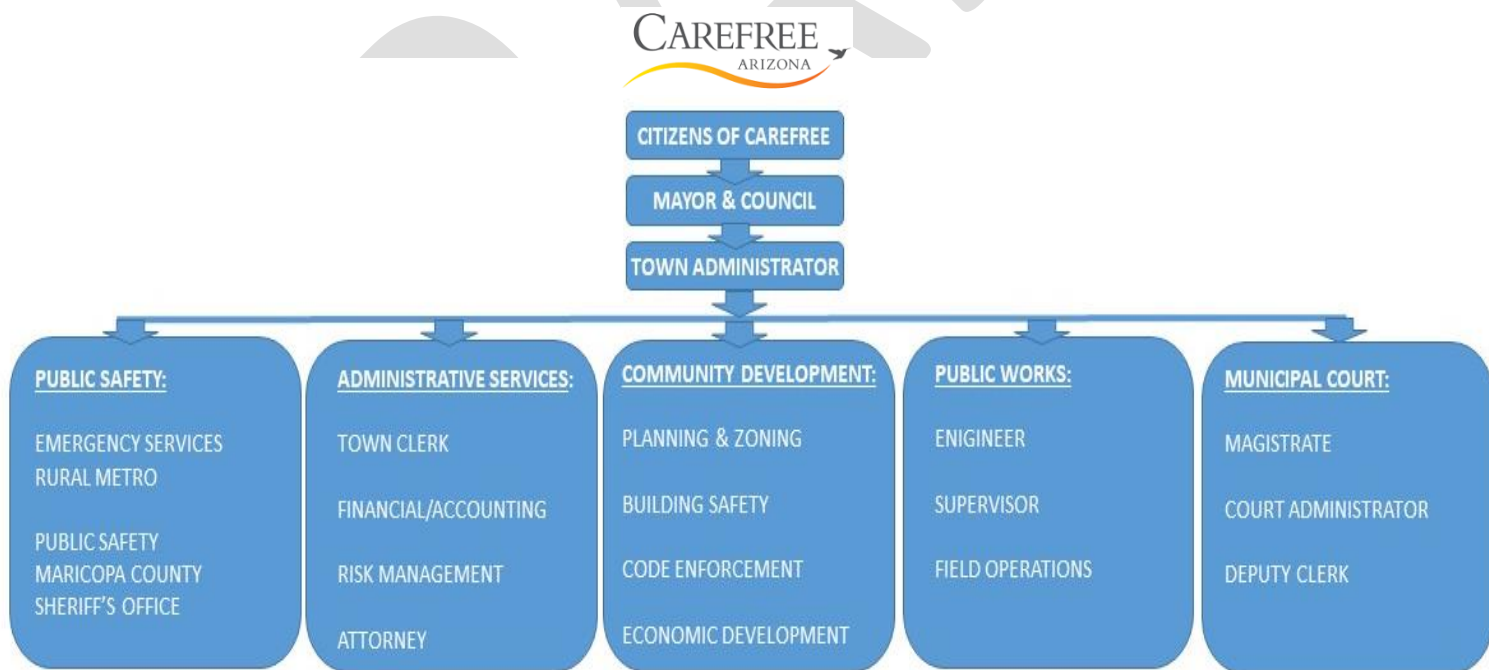 CAREFREE
ARIZONA
CITIZENS OF CAREFREE
MAYOR & COUNCIL
TOWN ADMINISTRATOR
PUBLIC SAFETY:
EMERGENCY SERVICES
RURAL METRO
PUBLIC SAFETY
MARICOPA COUNTY
SHERIFF'S OFFICE
ADMINISTRATIVE SERVICES:
TOWN CLERK
FINANCIAL/ACCOUNTING
RISK MANAGEMENT
ATTORNEY
COMMUNITY DEVELOPMENT:
PLANNING & ZONING
BUILDING SAFETY
CODE ENFORCEMENT
ECONOMIC DEVELOPMENT
PUBLIC WORKS:
ENIGINEER
SUPERVISOR
FIELD OPERATIONS
MUNICIPAL COURT:
MAGISTRATE
COURT ADMINISTRATOR
DEPUTY CLERK